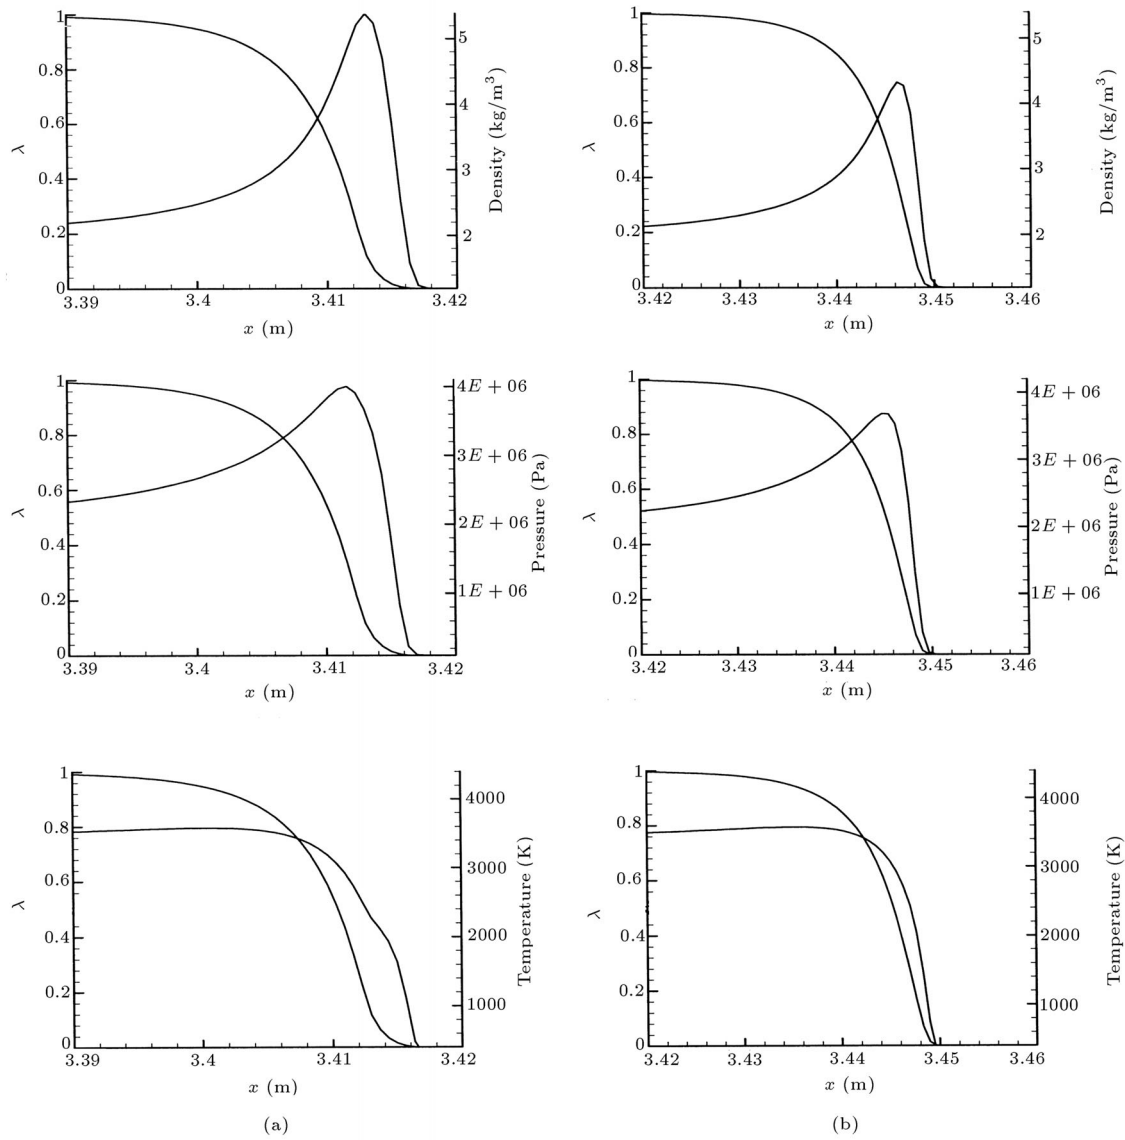 1
0.8
0.6
0.4
0.2
0
λ
5
4
3
2
Density (kg/m³)
3.39 3.4 3.41 3.42
x (m)
1
0.8
0.6
0.4
0.2
0
λ
5
4
3
2
Density (kg/m³)
3.42 3.43 3.44 3.45 3.46
x (m)
1
0.8
0.6
0.4
0.2
0
λ
4E + 06
3E + 06
2E + 06
1E + 06
Pressure (Pa)
3.39 3.4 3.41 3.42
x (m)
1
0.8
0.6
0.4
0.2
0
λ
4E + 06
3E + 06
2E + 06
1E + 06
Pressure (Pa)
3.42 3.43 3.44 3.45 3.46
x (m)
1
0.8
0.6
0.4
0.2
0
λ
4000
3000
2000
1000
Temperature (K)
3.39 3.4 3.41 3.42
x (m)
(a)
1
0.8
0.6
0.4
0.2
0
λ
4000
3000
2000
1000
Temperature (K)
3.42 3.43 3.44 3.45 3.46
x (m)
(b)